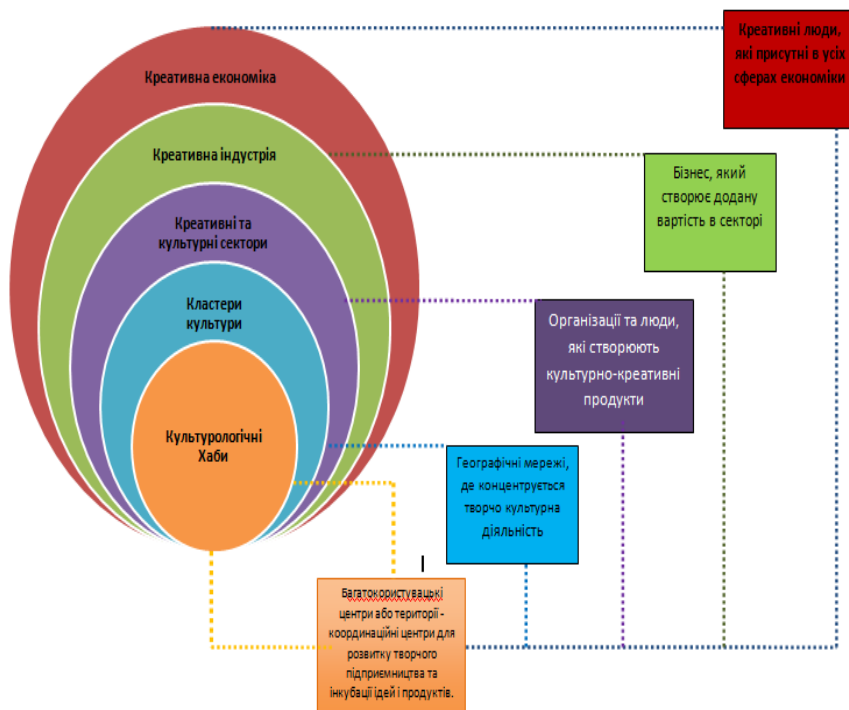 Креативна економіка
Креативна індустрія
Креативні та
культурні сектори
Кластери
культури
Культурологічні
Хаби
Креативні люди,
які присутні в усіх
сферах економіки
Бізнес, який
створює додану
вартість в секторі
Організації та люди,
які створюють
культурно-креативні
продукти
Географічні мережі,
де концентрується
творчо культурна
діяльність
Багатокористувацькі
центри або території -
координаційні центри для
розвитку творчого
підприємництва та
інкубації ідей і продуктів.